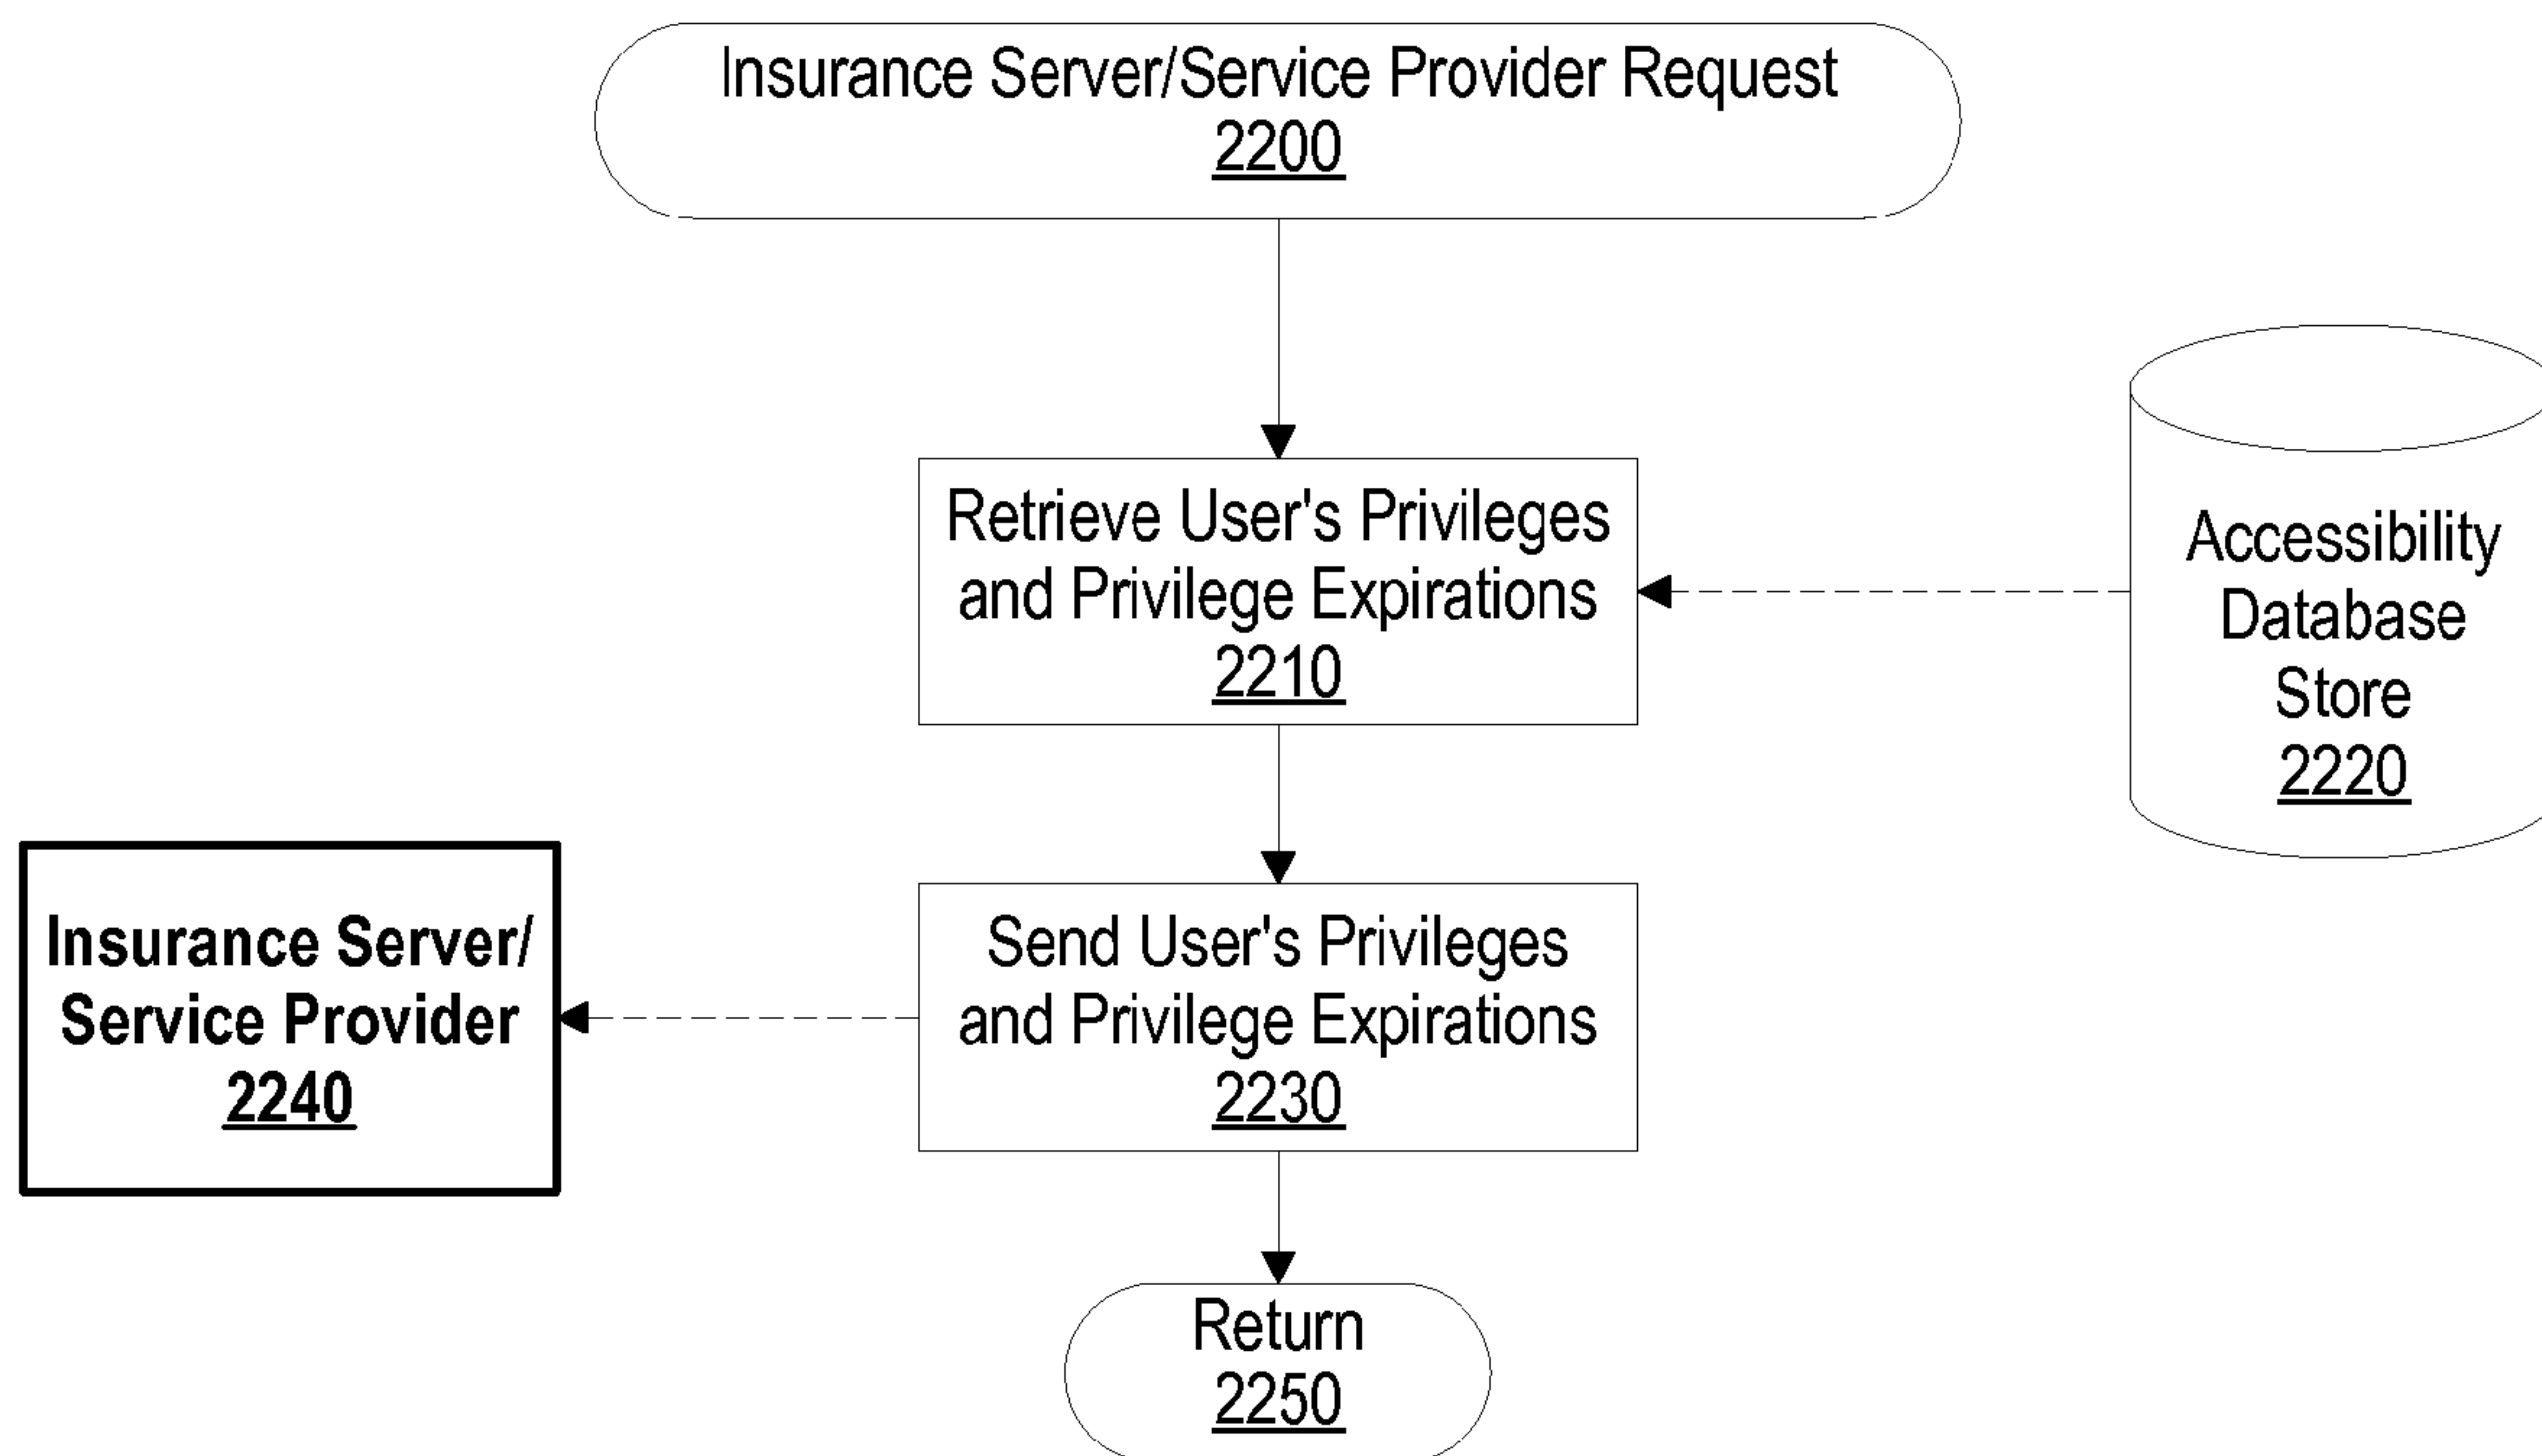 Insurance Server/Service Provider Request
2200
Retrieve User's Privileges
and Privilege Expirations
2210
Accessibility
Database
Store
2220
Insurance Server/
Service Provider
2240
Send User's Privileges
and Privilege Expirations
2230
Return
2250